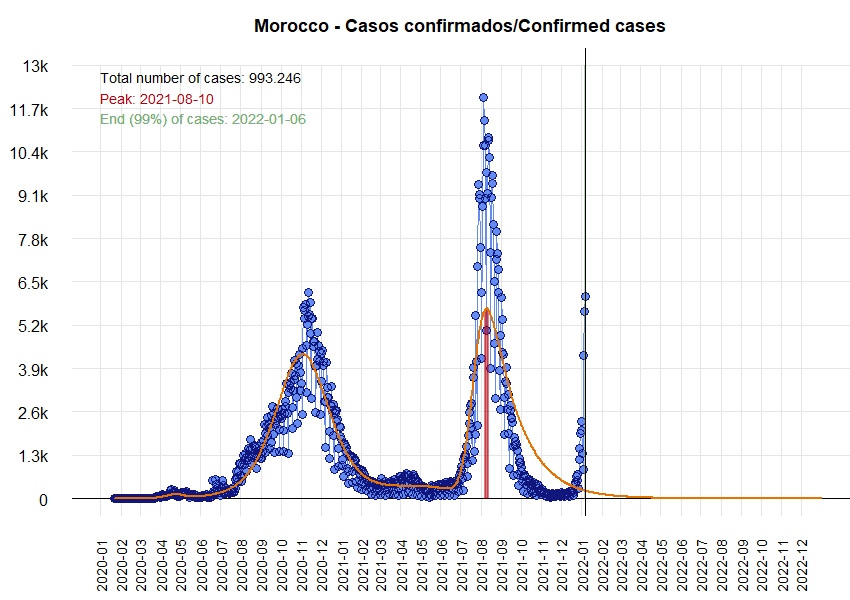 Morocco - Casos confirmados/Confirmed cases
Total number of cases: 993.246
Peak: 2021-08-10
End (99%) of cases: 2022-01-06
13k
11.7k
10.4k
9.1k
7.8k
6.5k
5.2k
3.9k
2.6k
1.3k
0
2020-01
2020-02
2020-03
2020-04
2020-05
2020-06
2020-07
2020-08
2020-09
2020-10
2020-11
2020-12
2021-01
2021-02
2021-03
2021-04
2021-05
2021-06
2021-07
2021-08
2021-09
2021-10
2021-11
2021-12
2022-01
2022-02
2022-03
2022-04
2022-05
2022-06
2022-07
2022-08
2022-09
2022-10
2022-11
2022-12